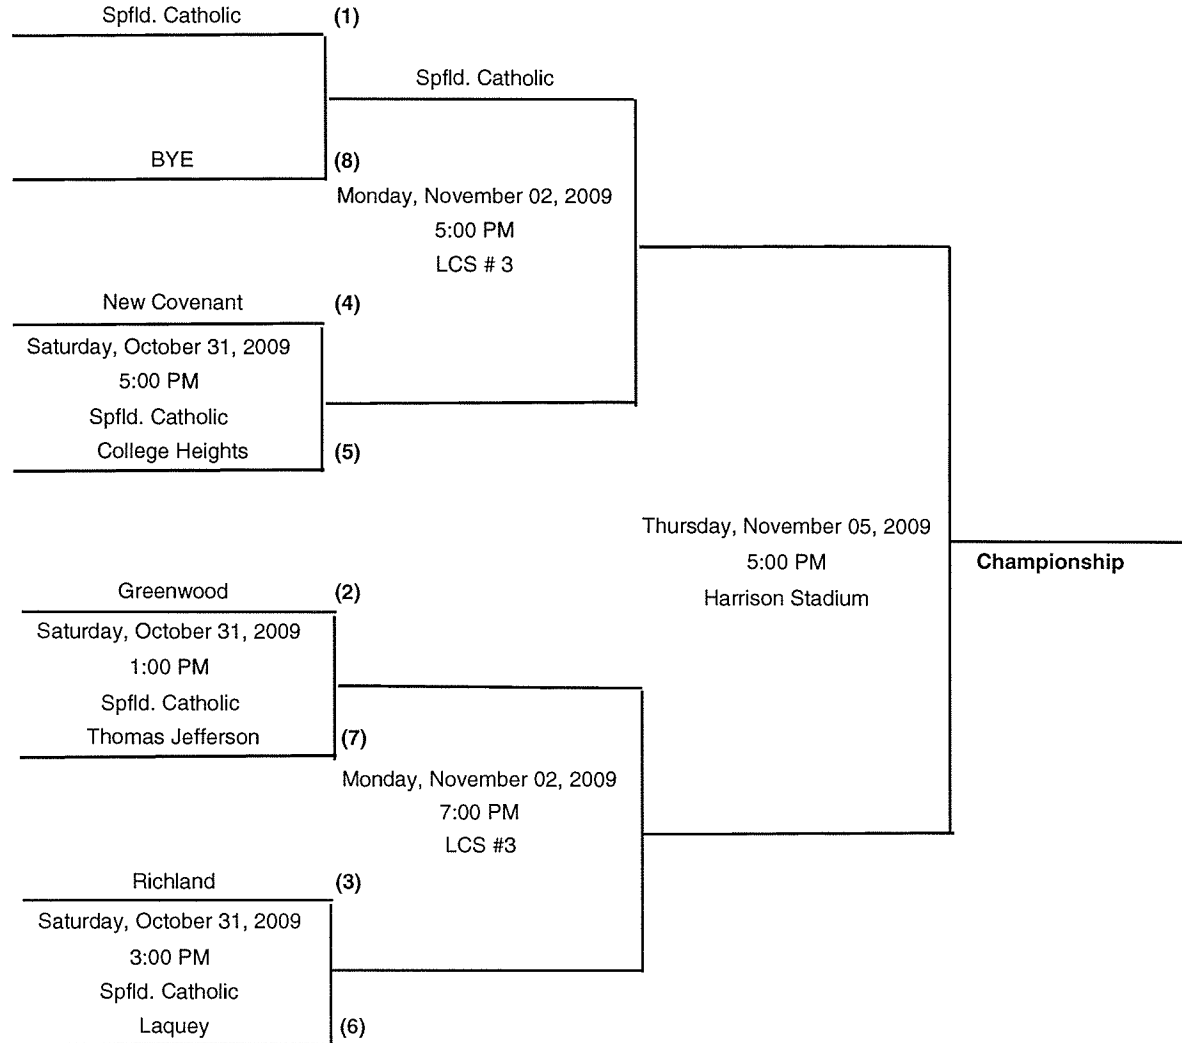 Spfld. Catholic (1)
Spfld. Catholic
BYE (8)
Monday, November 02, 2009
5:00 PM
LCS # 3
New Covenant (4)
Saturday, October 31, 2009
5:00 PM
Spfld. Catholic
College Heights (5)
Thursday, November 05, 2009
5:00 PM
Harrison Stadium
Championship
Greenwood (2)
Saturday, October 31, 2009
1:00 PM
Spfld. Catholic
Thomas Jefferson (7)
Monday, November 02, 2009
7:00 PM
LCS #3
Richland (3)
Saturday, October 31, 2009
3:00 PM
Spfld. Catholic
Laquey (6)